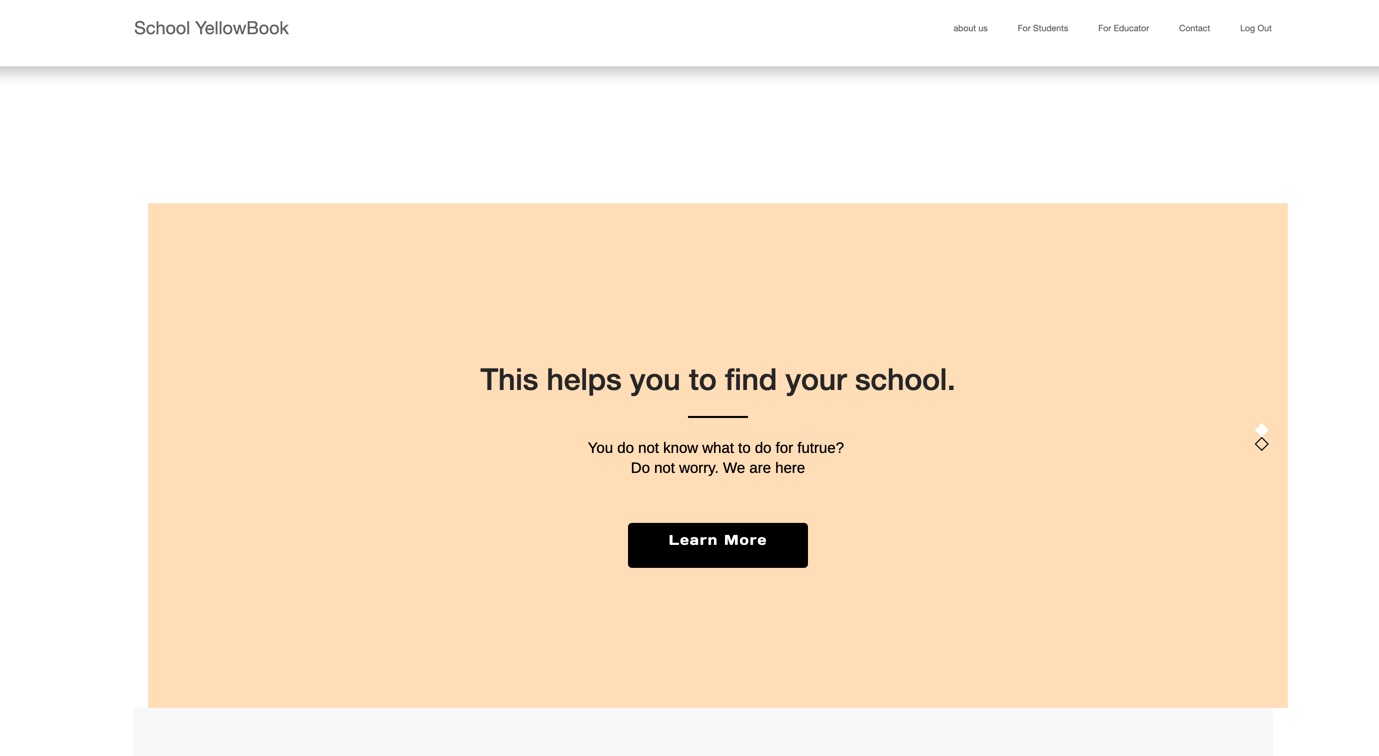 School YellowBook
about us
For Students
For Educator
Contact
Log Out
This helps you to find your school.
You do not know what to do for futrue?
Do not worry. We are here
Learn More